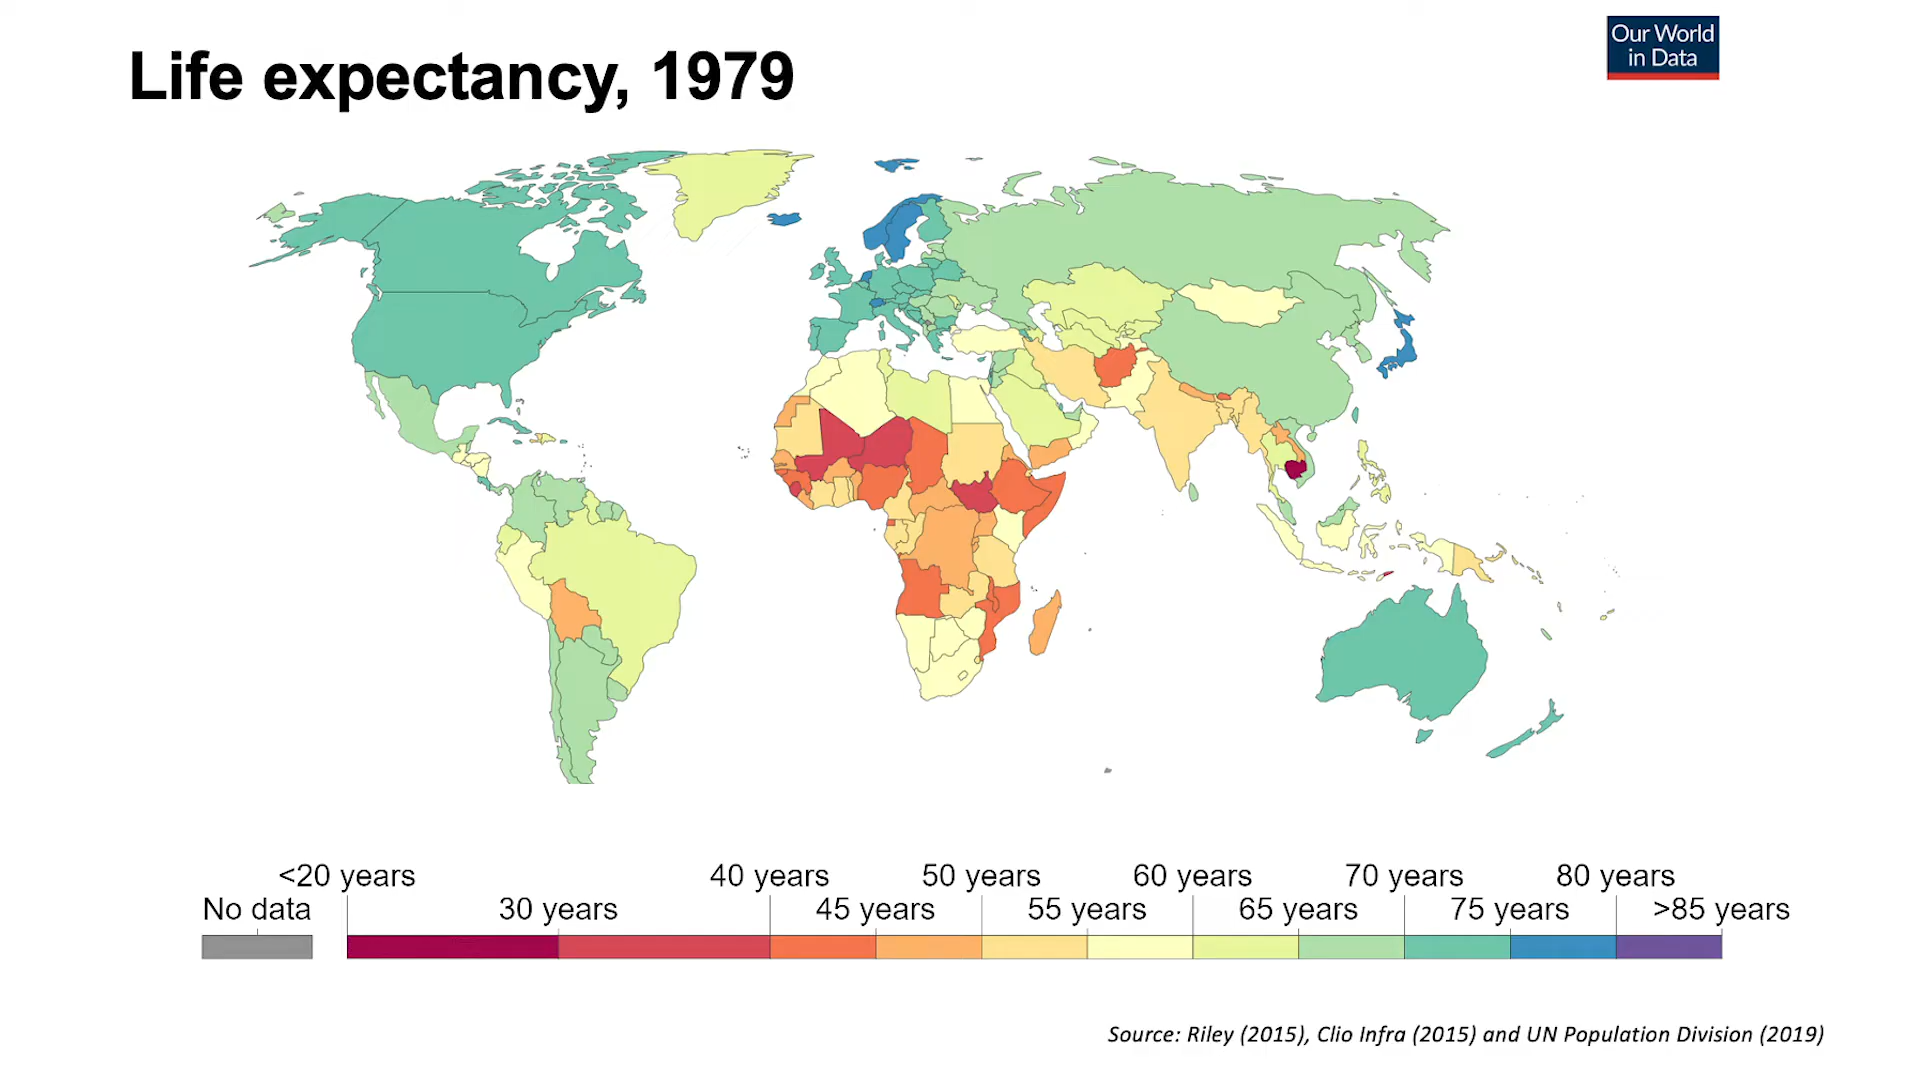 Life expectancy, 1979
Our World
in Data
<20 years
40 years
50 years
60 years
70 years
80 years
No data
30 years
45 years
55 years
65 years
75 years
>85 years
Source: Riley (2015), Clio Infra (2015) and UN Population Division (2019)